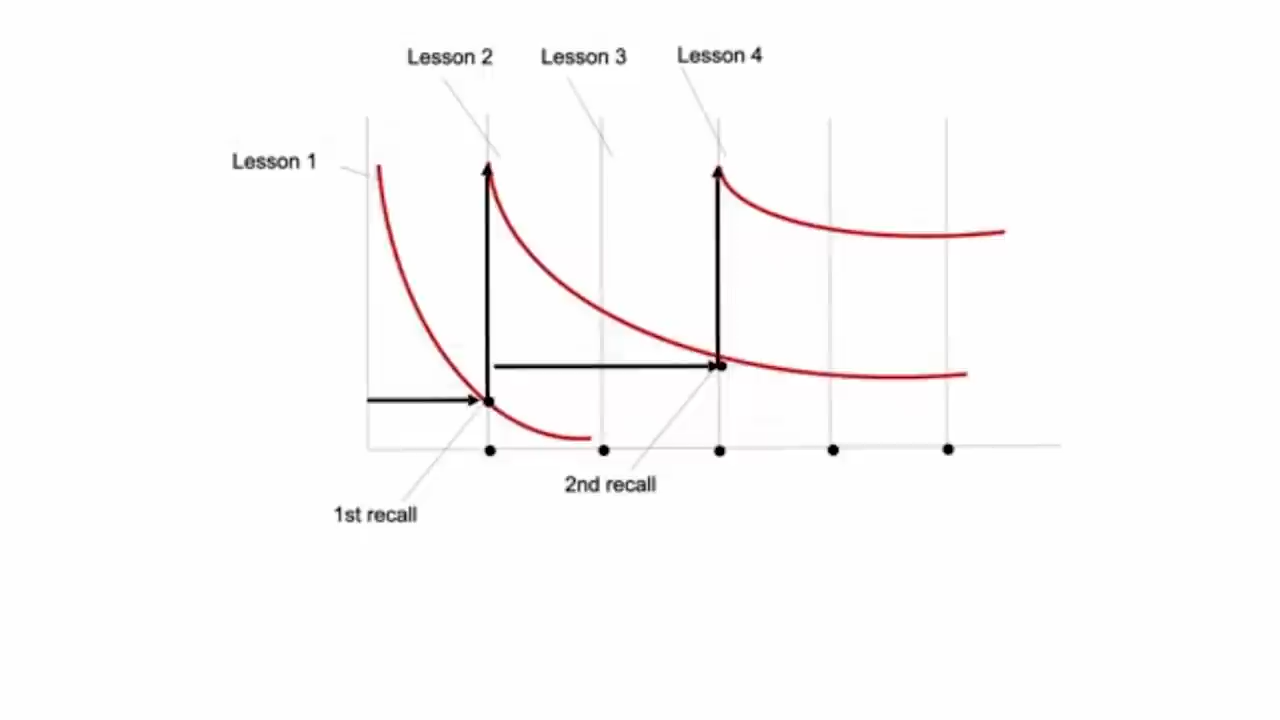 Lesson 2
Lesson 3
Lesson 4
Lesson 1
2nd recall
1st recall